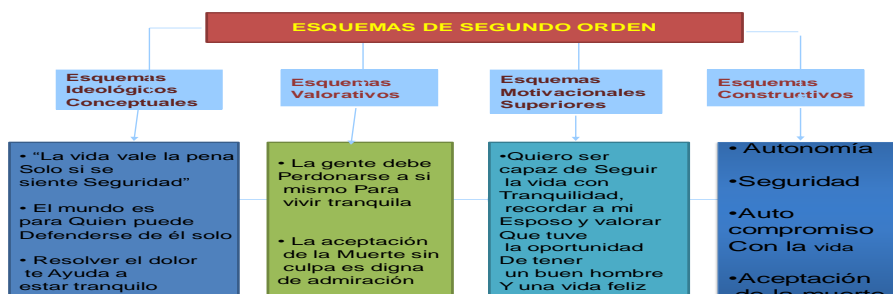 ESQUEMAS DE SEGUNDO ORDEN
Esquemas
Ideológicos
Conceptuales
Esquemas
Valorativos
Esquemas
Motivacionales
Superiores
Esquemas
Constructivos
• “La vida vale la pena
Solo si se
siente Seguridad”
• El mundo es
para Quien puede
Defenderse de él solo
• Resolver el dolor
te Ayuda a
estar tranquilo
• La gente debe
Perdonarse a si
mismo Para
vivir tranquila
• La aceptación
de la Muerte sin
culpa es digna
de admiración
•Quiero ser
capaz de Seguir
la vida con
Tranquilidad,
recordar a mi
Esposo y valorar
Que tuve
la oportunidad
De tener
un buen hombre
Y una vida feliz
• Autonomía
•Seguridad
•Auto
compromiso
Con la vida
•Aceptación
de la muerte